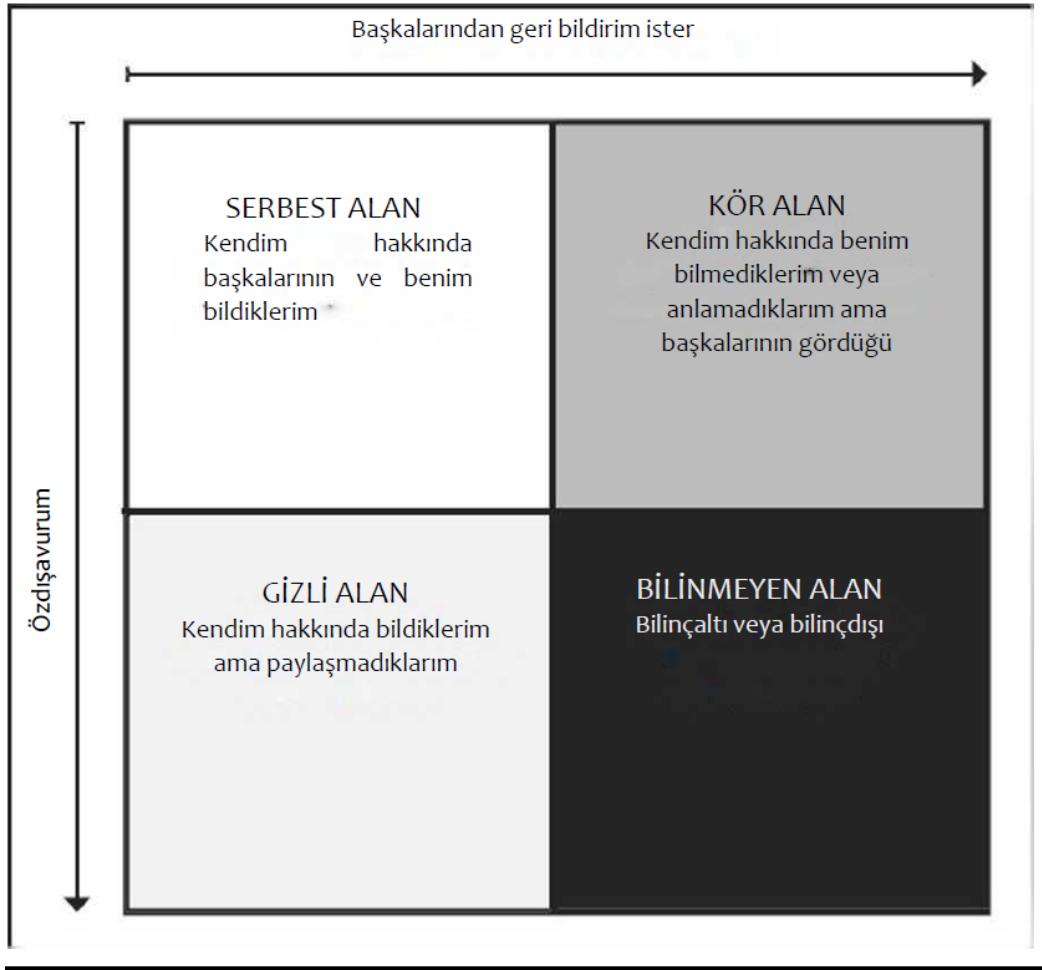 Başkalarından geri bildirim ister
SERBEST ALAN
Kendim hakkında
başkalarının ve benim
bildiklerim
KÖR ALAN
Kendim hakkında benim
bilmediklerim veya
anlamadıklarım ama
başkalarının gördüğü
Özdışavurum
GİZLİ ALAN
Kendim hakkında bildiklerim
ama paylaşmadıklarım
BİLİNMEYEN ALAN
Bilinçaltı veya bilinçdışı